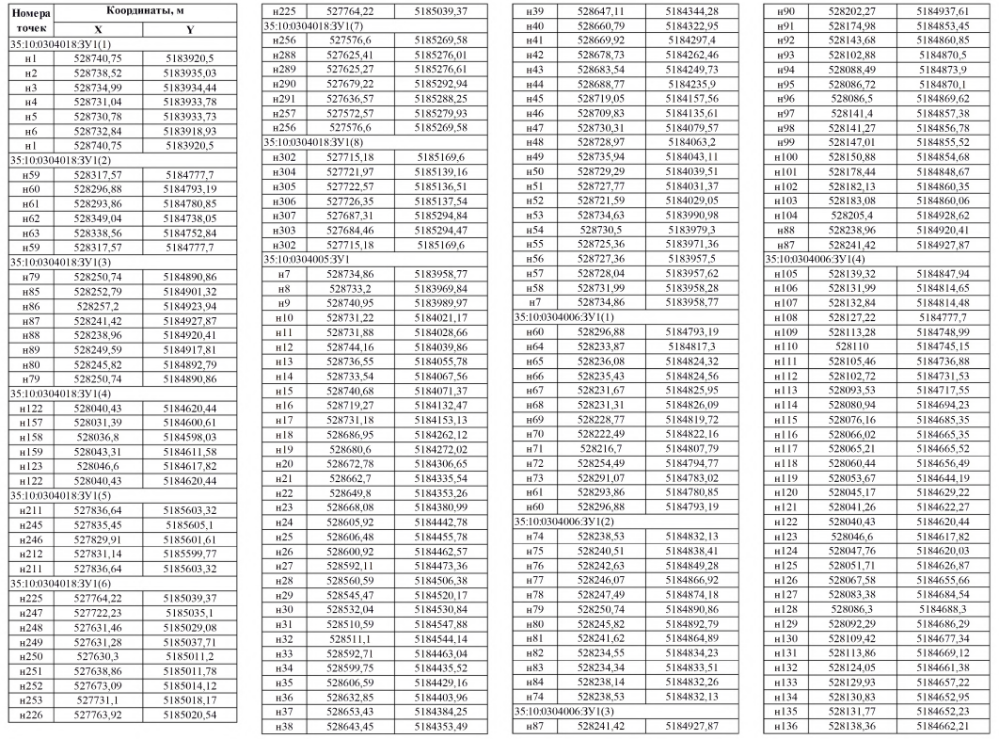 Номера точек Координаты, м
X Y
35:10:0304018:ЗУ1(1)
н1 528740,75 5183920,5
н2 528738,52 5183935,03
н3 528734,99 5183934,44
н4 528731,04 5183933,78
н5 528730,78 5183933,73
н6 528732,84 5183918,93
н1 528740,75 5183920,5
35:10:0304018:ЗУ1(2)
н59 528317,57 5184777,7
н60 528296,88 5184793,19
н61 528293,86 5184780,85
н62 528349,04 5184738,05
н63 528338,56 5184752,84
н59 528317,57 5184777,7
35:10:0304018:ЗУ1(3)
н79 528250,74 5184890,86
н85 528252,79 5184901,32
н86 528257,2 5184923,94
н87 528241,42 5184927,87
н88 528238,96 5184920,41
н89 528249,59 5184917,81
н80 528245,82 5184892,79
н79 528250,74 5184890,86
35:10:0304018:ЗУ1(4)
н122 528040,43 5184620,44
н157 528031,39 5184600,61
н158 528036,8 5184598,03
н159 528043,31 5184611,58
н123 528046,6 5184617,82
н122 528040,43 5184620,44
35:10:0304018:ЗУ1(5)
н211 527836,64 5185603,32
н245 527835,45 5185605,1
н246 527829,91 5185601,61
н212 527831,14 5185599,77
н211 527836,64 5185603,32
35:10:0304018:ЗУ1(6)
н225 527764,22 5185039,37
н247 527722,23 5185035,1
н248 527631,46 5185029,08
н249 527631,28 5185037,71
н250 527630,3 5185011,2
н251 527638,86 5185011,78
н252 527673,09 5185014,12
н253 527731,1 5185018,17
н226 527763,92 5185020,54
н225 527764,22 5185039,37
35:10:0304018:ЗУ1(7)
н256 527576,6 5185269,58
н288 527625,41 5185276,01
н289 527625,27 5185276,61
н290 527679,22 5185292,94
н291 527636,57 5185288,25
н257 527572,57 5185279,93
н256 527576,6 5185269,58
35:10:0304018:ЗУ1(8)
н302 527715,18 5185169,6
н304 527721,97 5185139,16
н305 527722,57 5185136,51
н306 527726,35 5185137,54
н307 527687,31 5185294,84
н303 527684,46 5185294,47
н302 527715,18 5185169,6
35:10:0304005:ЗУ1
н7 528734,86 5183958,77
н8 528733,2 5183969,84
н9 528740,95 5183989,97
н10 528731,22 5184021,17
н11 528731,88 5184028,66
н12 528744,16 5184039,86
н13 528736,55 5184055,78
н14 528733,54 5184067,56
н15 528740,68 5184071,37
н16 528719,27 5184132,47
н17 528731,18 5184153,13
н18 528686,95 5184262,12
н19 528680,6 5184272,02
н20 528672,78 5184306,65
н21 528662,7 5184335,54
н22 528649,8 5184353,26
н23 528668,08 5184380,99
н24 528605,92 5184442,78
н25 528606,48 5184455,78
н26 528600,92 5184462,57
н27 528592,11 5184473,36
н28 528560,59 5184506,38
н29 528545,47 5184520,17
н30 528532,04 5184530,84
н31 528510,59 5184547,88
н32 528511,1 5184544,14
н33 528592,71 5184463,04
н34 528599,75 5184435,52
н35 528606,59 5184429,16
н36 528632,85 5184403,96
н37 528653,43 5184384,25
н38 528643,45 5184353,49
н39 528647,11 5184344,28
н40 528660,79 5184322,95
н41 528669,92 5184297,4
н42 528678,73 5184262,46
н43 528683,54 5184249,73
н44 528688,77 5184235,9
н45 528719,05 5184157,56
н46 528709,83 5184135,61
н47 528730,31 5184079,57
н48 528728,97 5184063,2
н49 528735,94 5184043,11
н50 528729,29 5184039,51
н51 528727,77 5184031,37
н52 528721,59 5184029,05
н53 528734,63 5183990,98
н54 528730,5 5183979,3
н55 528725,36 5183971,36
н56 528727,36 5183957,5
н57 528728,04 5183957,62
н58 528731,99 5183958,28
н7 528734,86 5183958,77
35:10:0304006:ЗУ1(1)
н60 528296,88 5184793,19
н64 528233,87 5184817,3
н65 528236,08 5184824,32
н66 528235,43 5184824,56
н67 528231,67 5184825,95
н68 528231,31 5184826,09
н69 528228,77 5184819,72
н70 528222,49 5184822,16
н71 528216,7 5184807,79
н72 528254,49 5184794,77
н73 528291,07 5184783,02
н61 528293,86 5184780,85
н60 528296,88 5184793,19
35:10:0304006:ЗУ1(2)
н74 528238,53 5184832,13
н75 528240,51 5184838,41
н76 528242,63 5184849,28
н77 528246,07 5184866,92
н78 528247,49 5184874,18
н79 528250,74 5184890,86
н80 528245,82 5184892,79
н81 528241,62 5184864,89
н82 528234,55 5184834,23
н83 528234,34 5184833,51
н84 528238,14 5184832,26
н74 528238,53 5184832,13
35:10:0304006:ЗУ1(3)
н87 528241,42 5184927,87
н90 528202,27 5184937,61
н91 528174,98 5184853,45
н92 528143,68 5184860,85
н93 528102,88 5184870,5
н94 528088,49 5184873,9
н95 528086,72 5184870,1
н96 528086,5 5184869,62
н97 528141,4 5184857,38
н98 528141,27 5184856,78
н99 528147,01 5184855,52
н100 528150,88 5184854,68
н101 528178,44 5184848,67
н102 528182,13 5184860,35
н103 528183,08 5184860,06
н104 528205,4 5184928,62
н88 528238,96 5184920,41
н87 528241,42 5184927,87
35:10:0304006:ЗУ1(4)
н105 528139,32 5184847,94
н106 528131,99 5184814,65
н107 528132,84 5184814,48
н108 528127,22 5184777,7
н109 528113,28 5184748,99
н110 528110 5184745,15
н111 528105,46 5184736,88
н112 528102,72 5184731,53
н113 528093,53 5184717,55
н114 528080,94 5184694,23
н115 528076,16 5184685,35
н116 528066,02 5184665,35
н117 528065,21 5184665,52
н118 528060,44 5184656,49
н119 528053,67 5184644,19
н120 528045,17 5184629,22
н121 528041,26 5184622,27
н122 528040,43 5184620,44
н123 528046,6 5184617,82
н124 528047,76 5184620,03
н125 528051,71 5184626,87
н126 528067,58 5184655,66
н127 528083,38 5184684,54
н128 528086,3 5184688,3
н129 528092,29 5184686,29
н130 528109,42 5184677,34
н131 528113,86 5184669,12
н132 528124,05 5184661,38
н133 528129,93 5184657,22
н134 528130,83 5184652,95
н135 528131,77 5184652,23
н136 528138,36 5184662,21